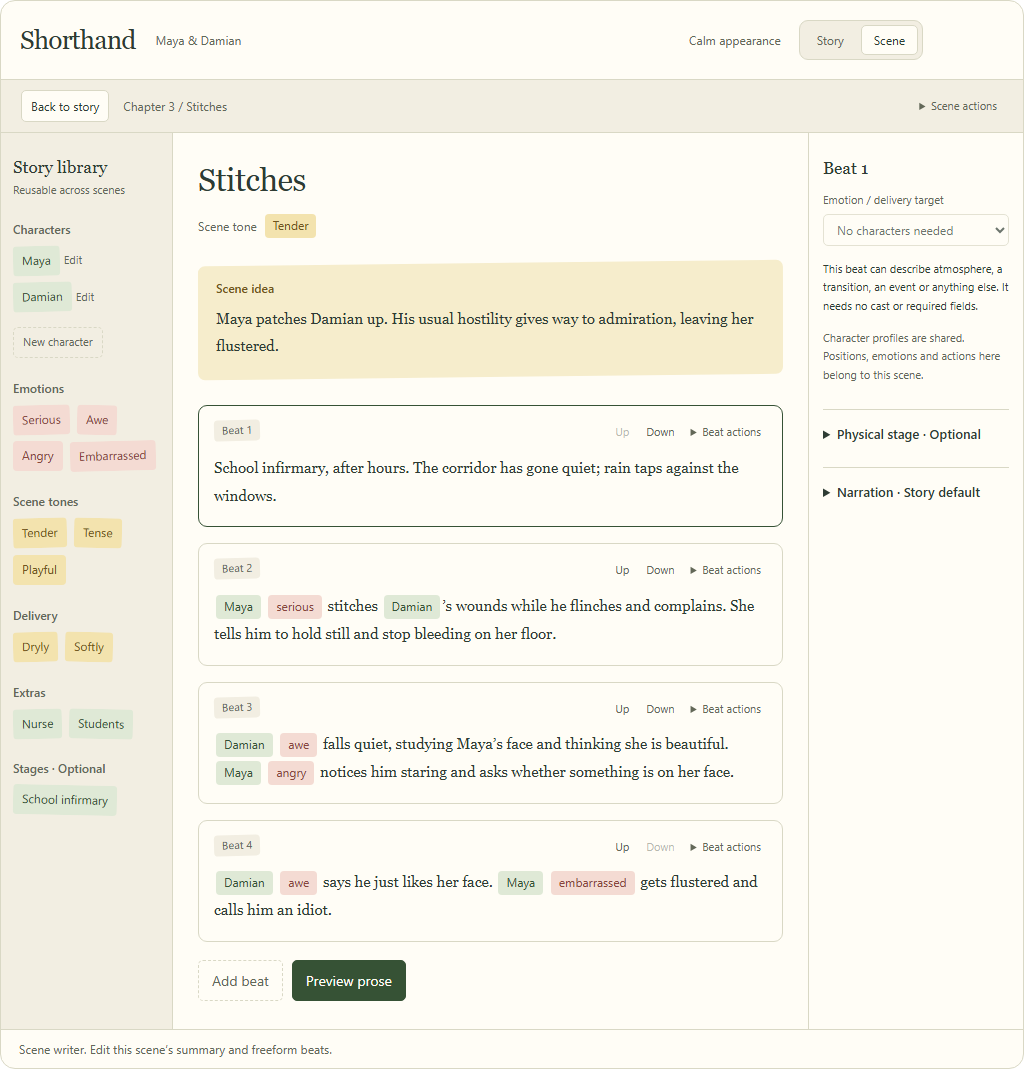 Shorthand
Maya & Damian
Calm appearance
Story
Scene
Back to story
Chapter 3 / Stitches
Scene actions
Story library
Reusable across scenes
Characters
Maya Edit
Damian Edit
New character
Emotions
Serious Awe
Angry Embarrassed
Scene tones
Tender Tense
Playful
Delivery
Dryly Softly
Extras
Nurse Students
Stages · Optional
School infirmary
Stitches
Scene tone Tender
Scene idea
Maya patches Damian up. His usual hostility gives way to admiration, leaving her
flustered.
Beat 1
Up Down Beat actions
School infirmary, after hours. The corridor has gone quiet; rain taps against the
windows.
Beat 2
Up Down Beat actions
Maya serious stitches Damian ’s wounds while he flinches and complains. She
tells him to hold still and stop bleeding on her floor.
Beat 3
Up Down Beat actions
Damian awe falls quiet, studying Maya’s face and thinking she is beautiful.
Maya angry notices him staring and asks whether something is on her face.
Beat 4
Up Down Beat actions
Damian awe says he just likes her face. Maya embarrassed gets flustered and
calls him an idiot.
Add beat
Preview prose
Beat 1
Emotion / delivery target
No characters needed
This beat can describe atmosphere, a
transition, an event or anything else. It
needs no cast or required fields.
Character profiles are shared.
Positions, emotions and actions here
belong to this scene.
Physical stage · Optional
Narration · Story default
Scene writer. Edit this scene’s summary and freeform beats.